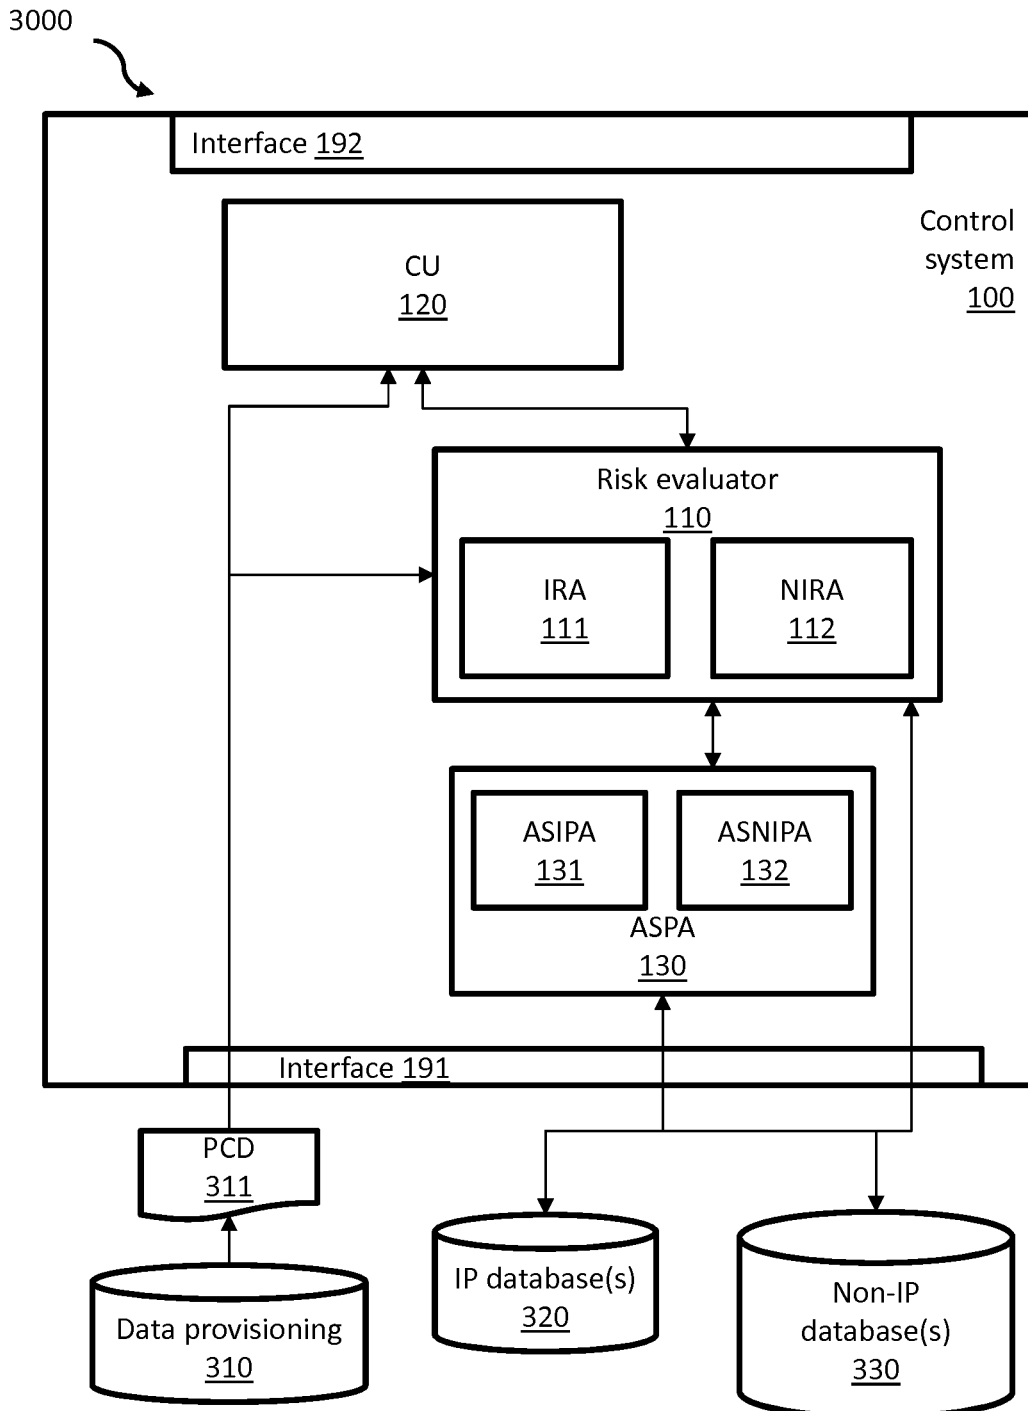 3000
Interface 192
Control
system
100
CU
120
Risk evaluator
110
IRA
111
NIRA
112
ASIPA
131
ASNIPA
132
ASPA
130
Interface 191
PCD
311
Data provisioning
310
IP database(s)
320
Non-IP
database(s)
330